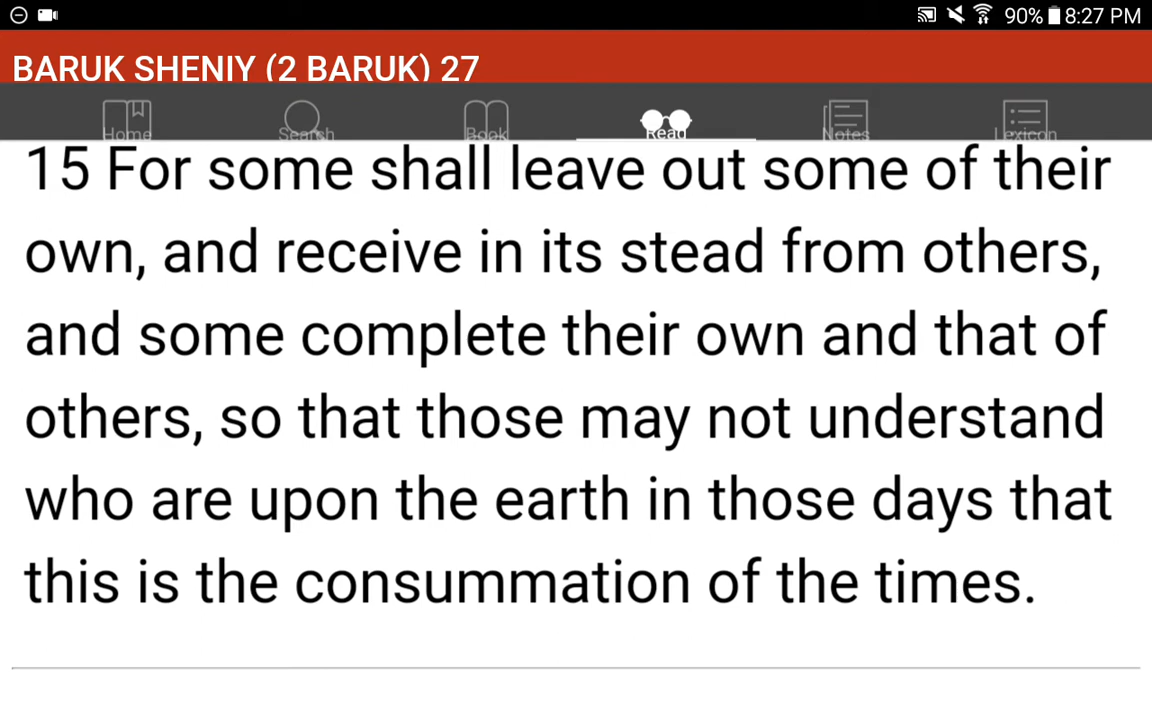 90% 8:27 PM
BARUK SHENIY (2 BARUK) 27
Home Search Book Read Notes Lexicon
15 For some shall leave out some of their
own, and receive in its stead from others,
and some complete their own and that of
others, so that those may not understand
who are upon the earth in those days that
this is the consummation of the times.